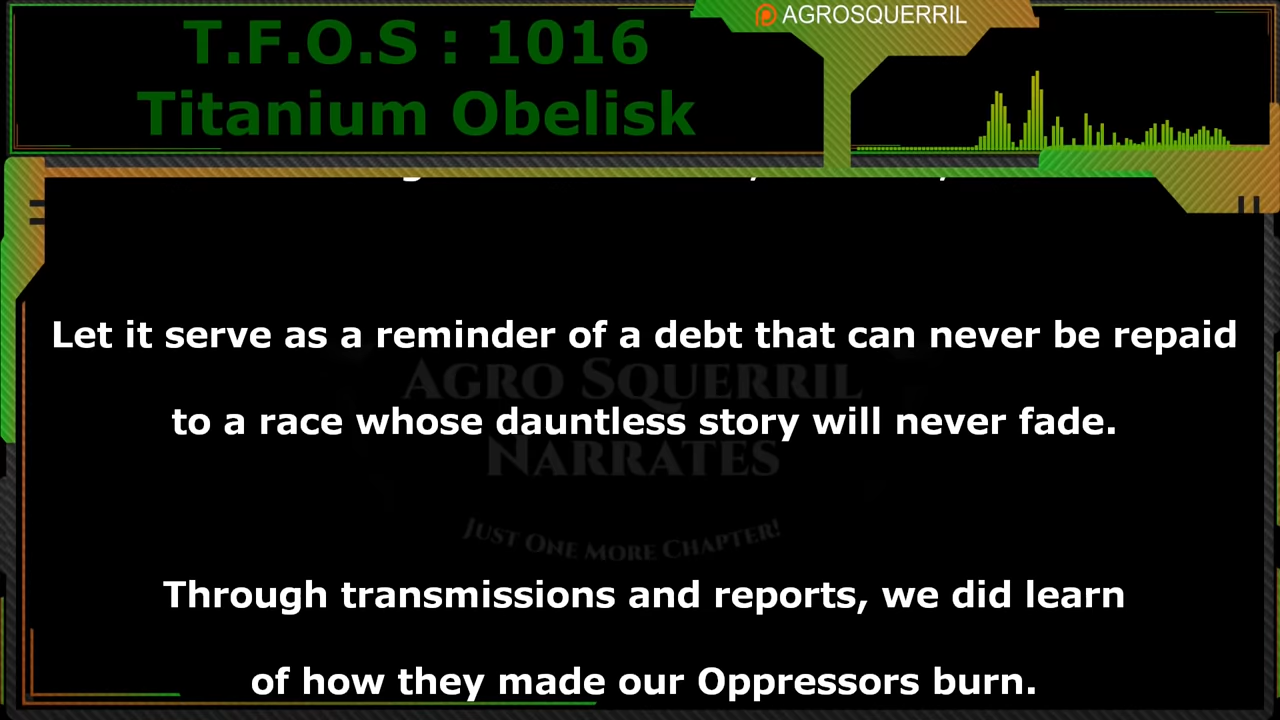 AGROSQUERRIL
T.F.O.S : 1016
Titanium Obelisk
Let it serve as a reminder of a debt that can never be repaid
AGRO SQUERRIL
to a race whose dauntless story will never fade.
NARRATES
JUST ONE MORE CHAPTER!
Through transmissions and reports, we did learn
of how they made our Oppressors burn.